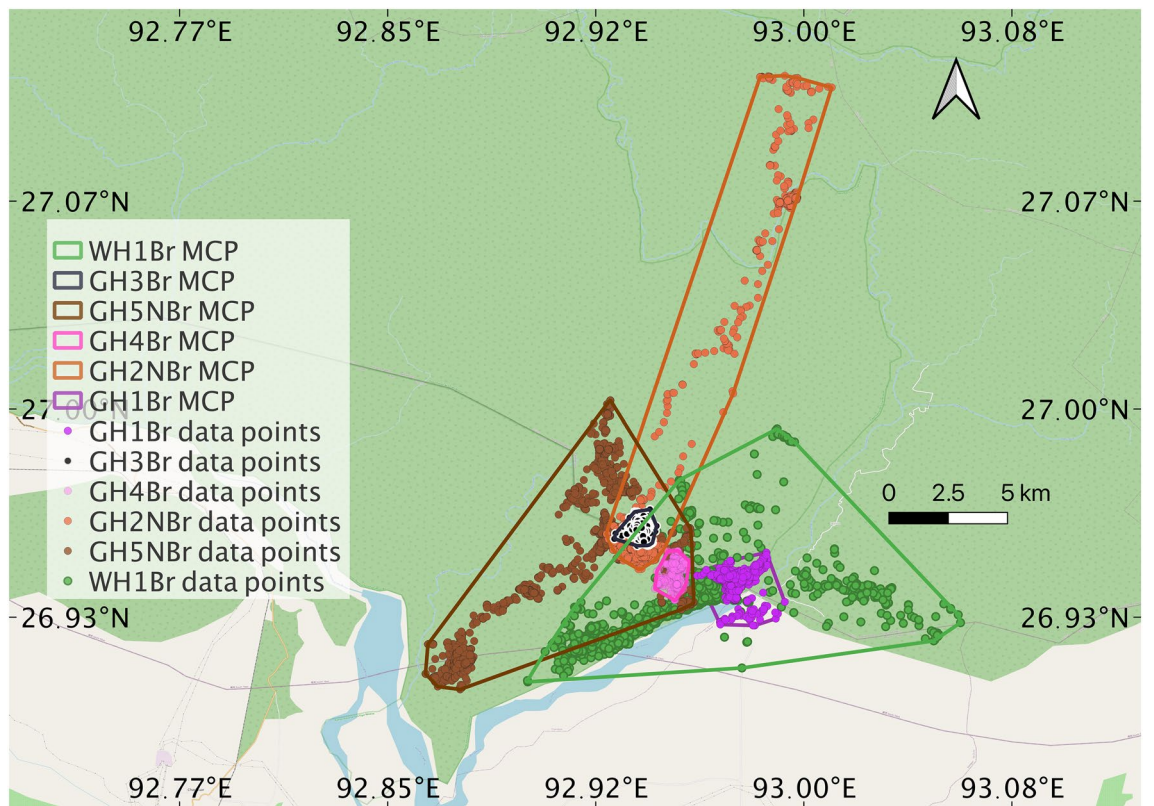 92.77°E 92.85°E 92.92°E 93.00°E 93.08°E
27.07°N 27.07°N
WH1Br MCP
GH3Br MCP
GH5NBr MCP
GH4Br MCP
GH2NBr MCP
GH1Br MCP
27.00°N 27.00°N
GH1Br data points
GH3Br data points
GH4Br data points
GH2NBr data points
GH5NBr data points
WH1Br data points
0 2.5 5 km
26.93°N 26.93°N
92.77°E 92.85°E 92.92°E 93.00°E 93.08°E